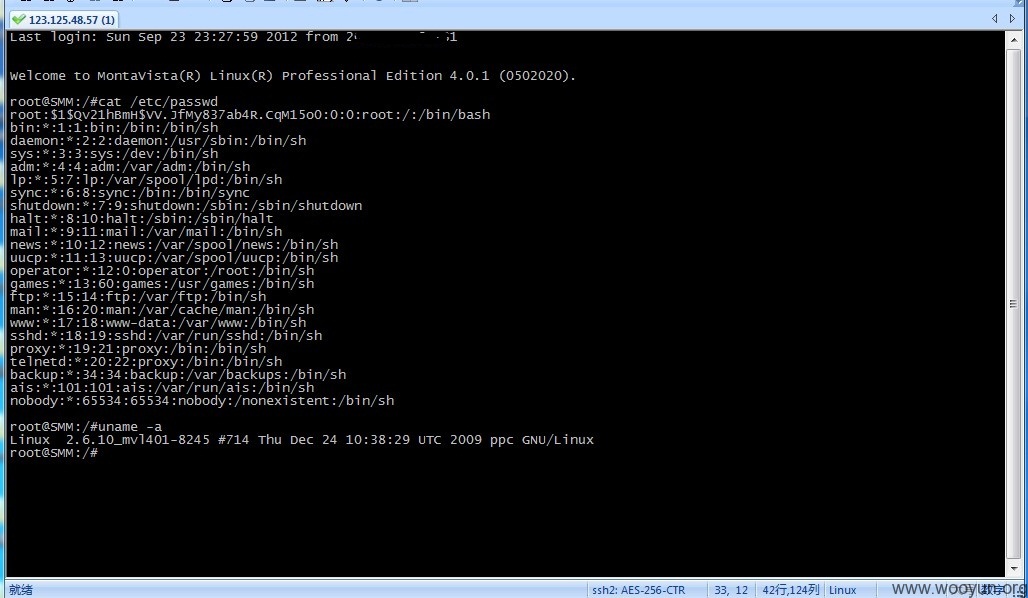 123.125.48.57 (1)
Last login: Sun Sep 23 23:27:59 2012 from 2
Welcome to MontaVista(R) Linux(R) Professional Edition 4.0.1 (0502020).
root@SMM:/#cat /etc/passwd
root:$1$Qv21hBmH$VV.JfMy837ab4R.CqM15o0:0:0:root:/:/bin/bash
bin:*:1:1:bin:/bin:/bin/sh
daemon:*:2:2:daemon:/usr/sbin:/bin/sh
sys:*:3:3:sys:/dev:/bin/sh
adm:*:4:4:adm:/var/adm:/bin/sh
lp:*:5:7:lp:/var/spool/lpd:/bin/sh
sync:*:6:8:sync:/bin:/bin/sync
shutdown:*:7:9:shutdown:/sbin:/sbin/shutdown
halt:*:8:10:halt:/sbin:/sbin/halt
mail:*:9:11:mail:/var/mail:/bin/sh
news:*:10:12:news:/var/spool/news:/bin/sh
uucp:*:11:13:uucp:/var/spool/uucp:/bin/sh
operator:*:12:0:operator:/root:/bin/sh
games:*:13:60:games:/usr/games:/bin/sh
ftp:*:15:14:ftp:/var/ftp:/bin/sh
man:*:16:20:man:/var/cache/man:/bin/sh
www:*:17:18:www-data:/var/www:/bin/sh
sshd:*:18:19:sshd:/var/run/sshd:/bin/sh
proxy:*:19:21:proxy:/bin:/bin/sh
telnetd:*:20:22:proxy:/bin:/bin/sh
backup:*:34:34:backup:/var/backups:/bin/sh
ais:*:101:101:ais:/var/run/ais:/bin/sh
nobody:*:65534:65534:nobody:/nonexistent:/bin/sh
root@SMM:/#uname -a
Linux  2.6.10_mvl401-8245 #714 Thu Dec 24 10:38:29 UTC 2009 ppc GNU/Linux
root@SMM:/#
就绪 ssh2: AES-256-CTR 33, 12 42行,124列 Linux 数字
www.wooyun.org